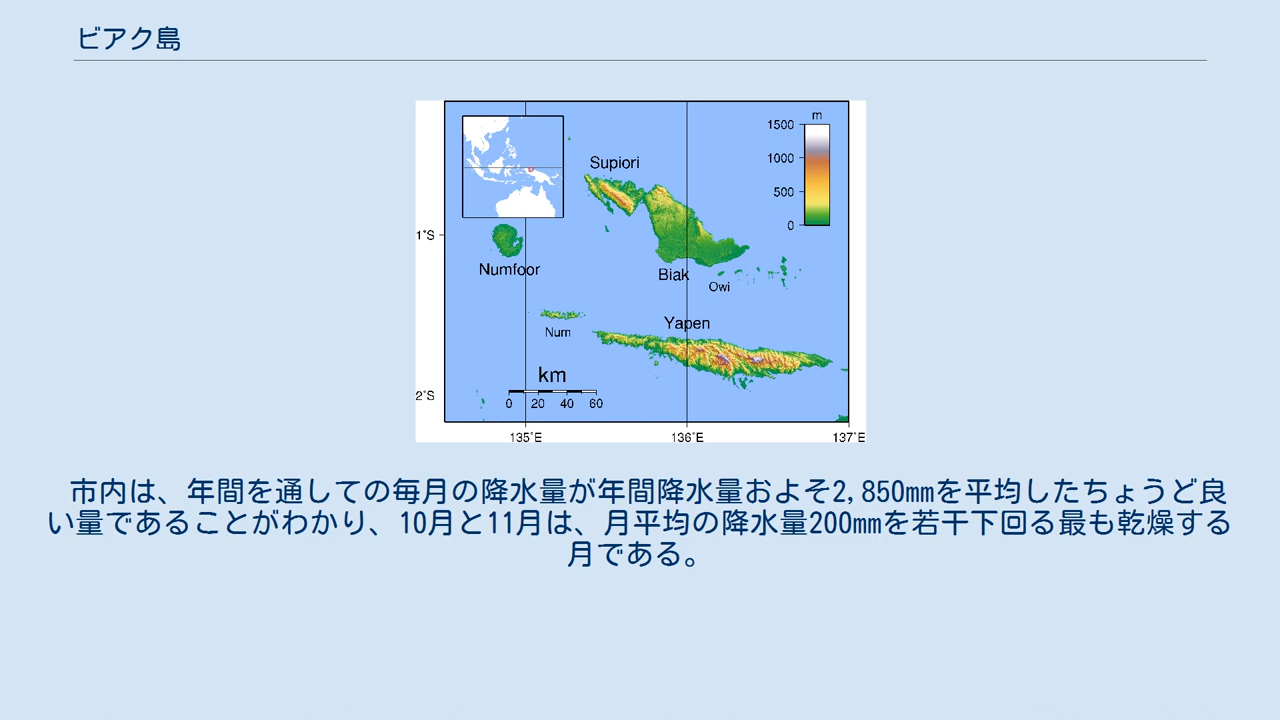 ビアク島
m
1500
1000
500
0
Supiori
1°S
Numfoor
Biak
Owi
Num
Yapen
km
0 20 40 60
2°S
135°E 136°E 137°E
市内は、年間を通しての毎月の降水量が年間降水量およそ2,850mmを平均したちょうど良
い量であることがわかり、10月と11月は、月平均の降水量200mmを若干下回る最も乾燥する
月である。